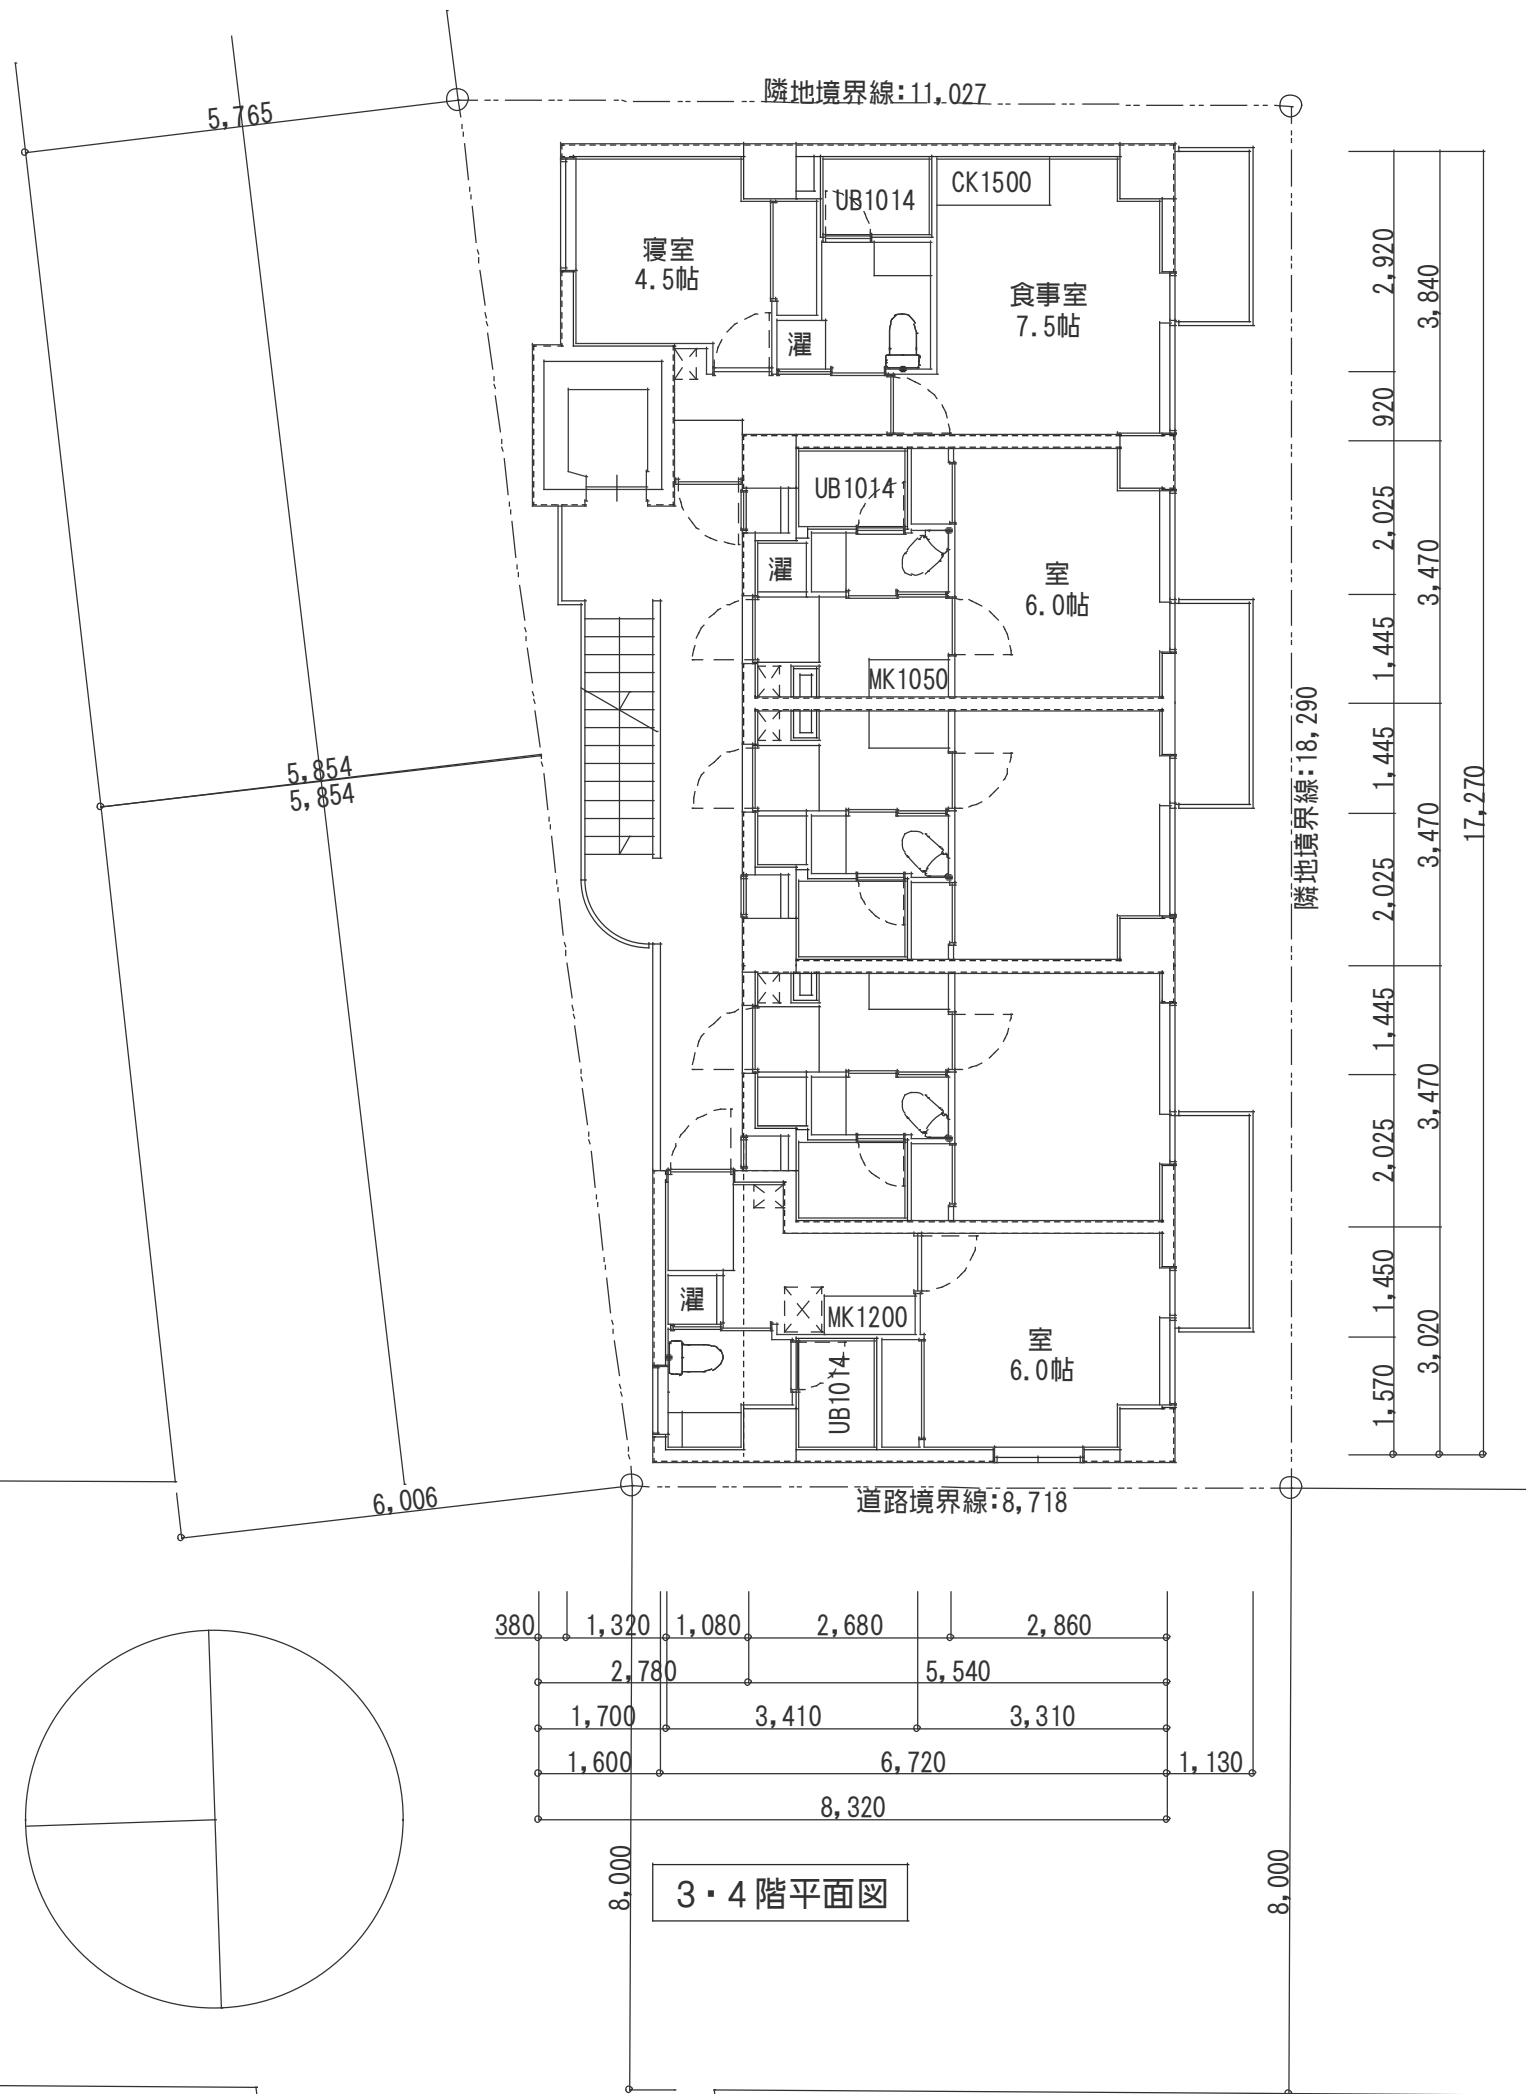 隣地境界線:11,027
5,765
UB1014
CK1500
寝室
4.5帖
食事室
7.5帖
濯
2,920
3,840
920
UB1014
濯
室
6.0帖
MK1050
2,025
3,470
1,445
隣地境界線:18,290
5,854
5,854
1,445
3,470
2,025
17,270
1,445
3,470
2,025
濯
MK1200
UB1014
室
6.0帖
1,450
3,020
1,570
6,006
道路境界線:8,718
380
1,320
1,080
2,680
2,860
2,780
5,540
1,700
3,410
3,310
1,600
6,720
1,130
8,320
8,000
8,000
3・4階平面図